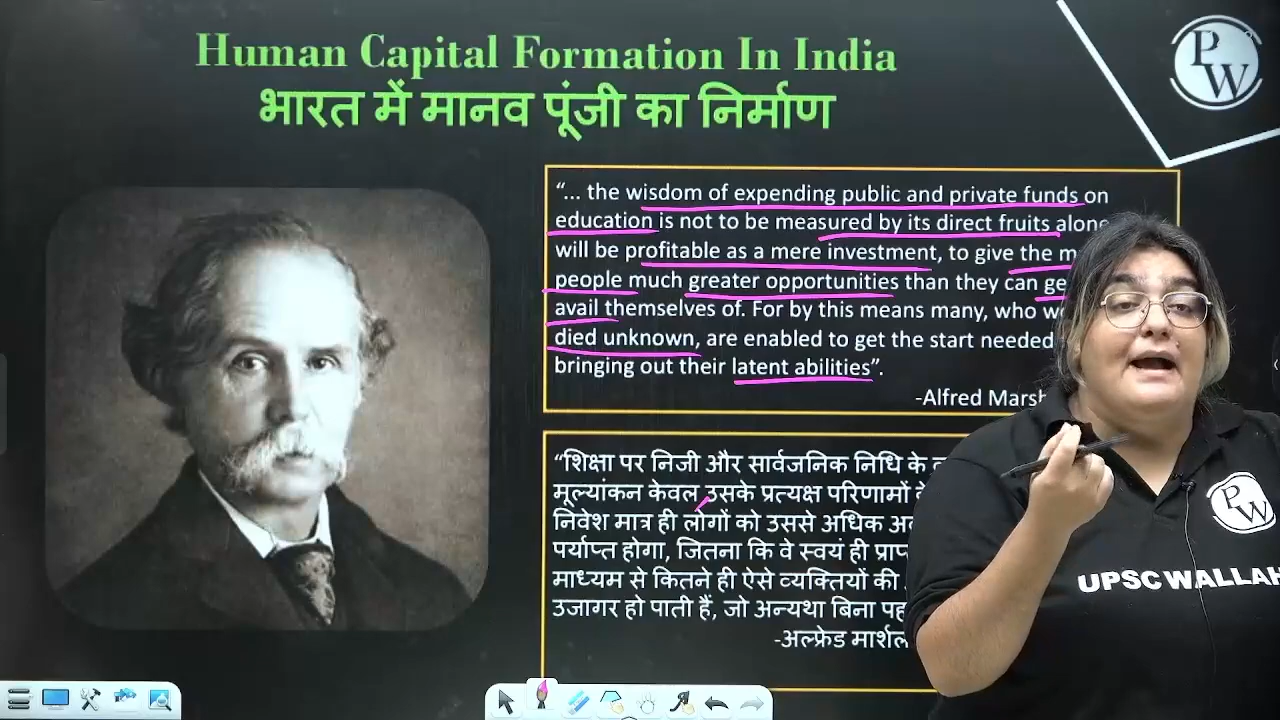 Human Capital Formation In India
भारत में मानव पूंजी का निर्माण
PW
“... the wisdom of expending public and private funds on
education is not to be measured by its direct fruits alone
will be profitable as a mere investment, to give the
people much greater opportunities than they can
avail themselves of. For by this means many, who
died unknown, are enabled to get the start needed
bringing out their latent abilities”.
-Alfred
“शिक्षा पर निजी और सार्वजनिक निधि के
मूल्यांकन केवल उसके प्रत्यक्ष परिणामों
निवेश मात्र ही लोगों को उससे अधिक
पर्याप्त होगा, जितना कि वे स्वयं ही
माध्यम से कितने ही ऐसे व्यक्तियों की
उजागर हो पाती हैं, जो अन्यथा बिना
-अल्फ्रेड मार्शल
PW
UPSC WALLAH